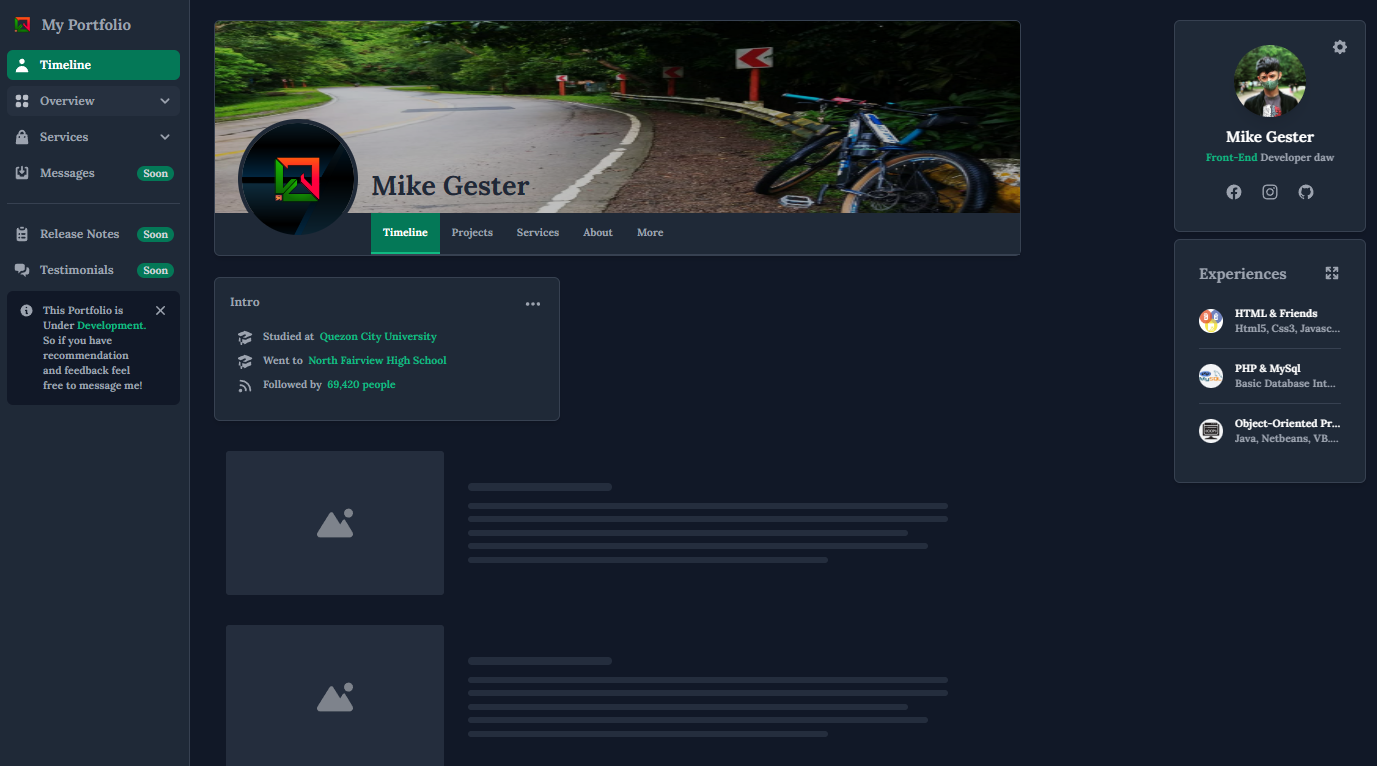 My Portfolio
Timeline
Overview
Services
Messages Soon
Release Notes Soon
Testimonials Soon
This Portfolio is
Under Development.
So if you have
recommendation
and feedback feel
free to message me!
Mike Gester
Timeline Projects Services About More
Intro
Studied at Quezon City University
Went to North Fairview High School
Followed by 69,420 people
Mike Gester
Front-End Developer daw
Experiences
HTML & Friends
Html5, Css3, Javasc...
PHP & MySql
Basic Database Int...
Object-Oriented Pr...
Java, Netbeans, VB....